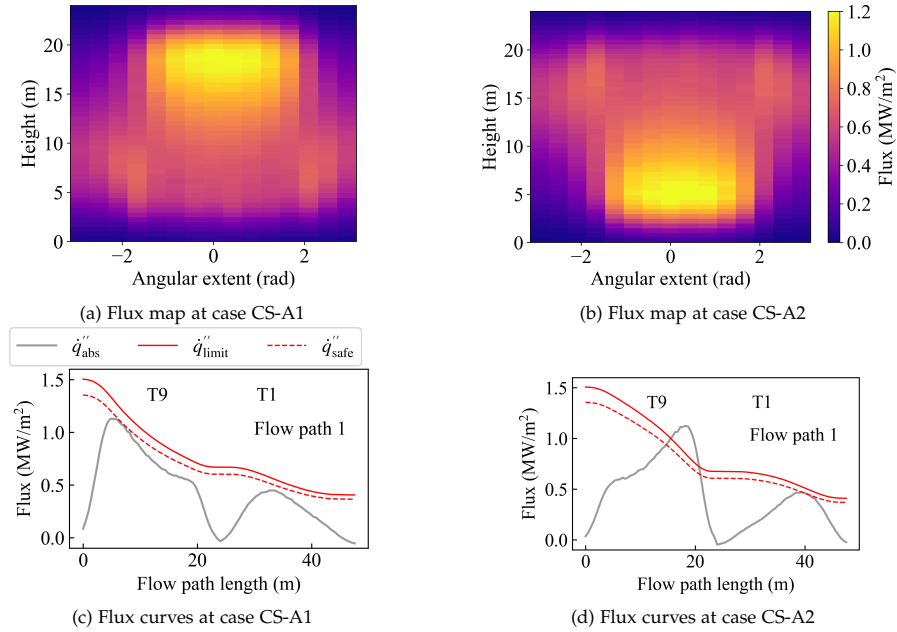 20
15
10
5
0
Height (m)
−2
0
2
Angular extent (rad)
(a) Flux map at case CS-A1
20
15
10
5
0
Height (m)
−2
0
2
Angular extent (rad)
1.2
1.0
0.8
0.6
0.4
0.2
0.0
Flux (MW/m²)
(b) Flux map at case CS-A2
q̇″abs q̇″limit q̇″safe
1.5
1.0
0.5
0.0
Flux (MW/m²)
T9 T1
Flow path 1
0 20 40
Flow path length (m)
(c) Flux curves at case CS-A1
1.5
1.0
0.5
0.0
Flux (MW/m²)
T9 T1
Flow path 1
0 20 40
Flow path length (m)
(d) Flux curves at case CS-A2